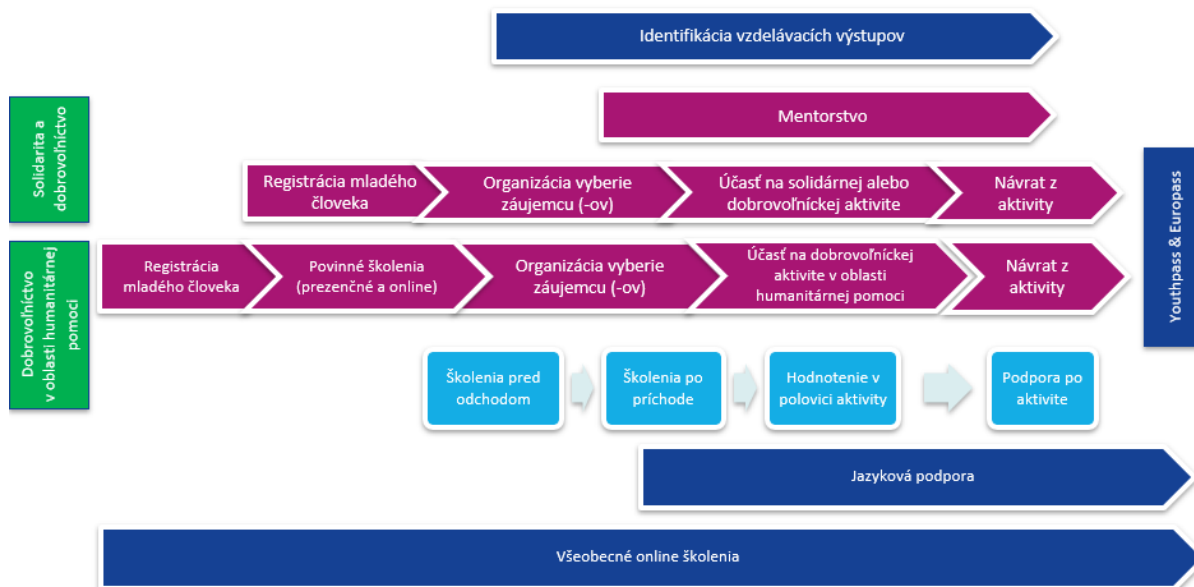 Identifikácia vzdelávacích výstupov
Mentorstvo
Solidarita a
dobrovoľníctvo
Registrácia mladého
človeka
Organizácia vyberie
záujemcu (-ov)
Účasť na solidárnej alebo
dobrovoľníckej aktivite
Návrat z
aktivity
Dobrovoľníctvo
v oblasti humanitárnej
pomoci
Registrácia
mladého človeka
Povinné školenia
(prezenčné a online)
Organizácia vyberie
záujemcu (-ov)
Účasť na dobrovoľníckej
aktivite v oblasti
humanitárnej pomoci
Návrat z
aktivity
Youthpass & Europass
Školenia pred
odchodom
Školenia po
príchode
Hodnotenie v
polovici aktivity
Podpora po
aktivite
Jazyková podpora
Všeobecné online školenia